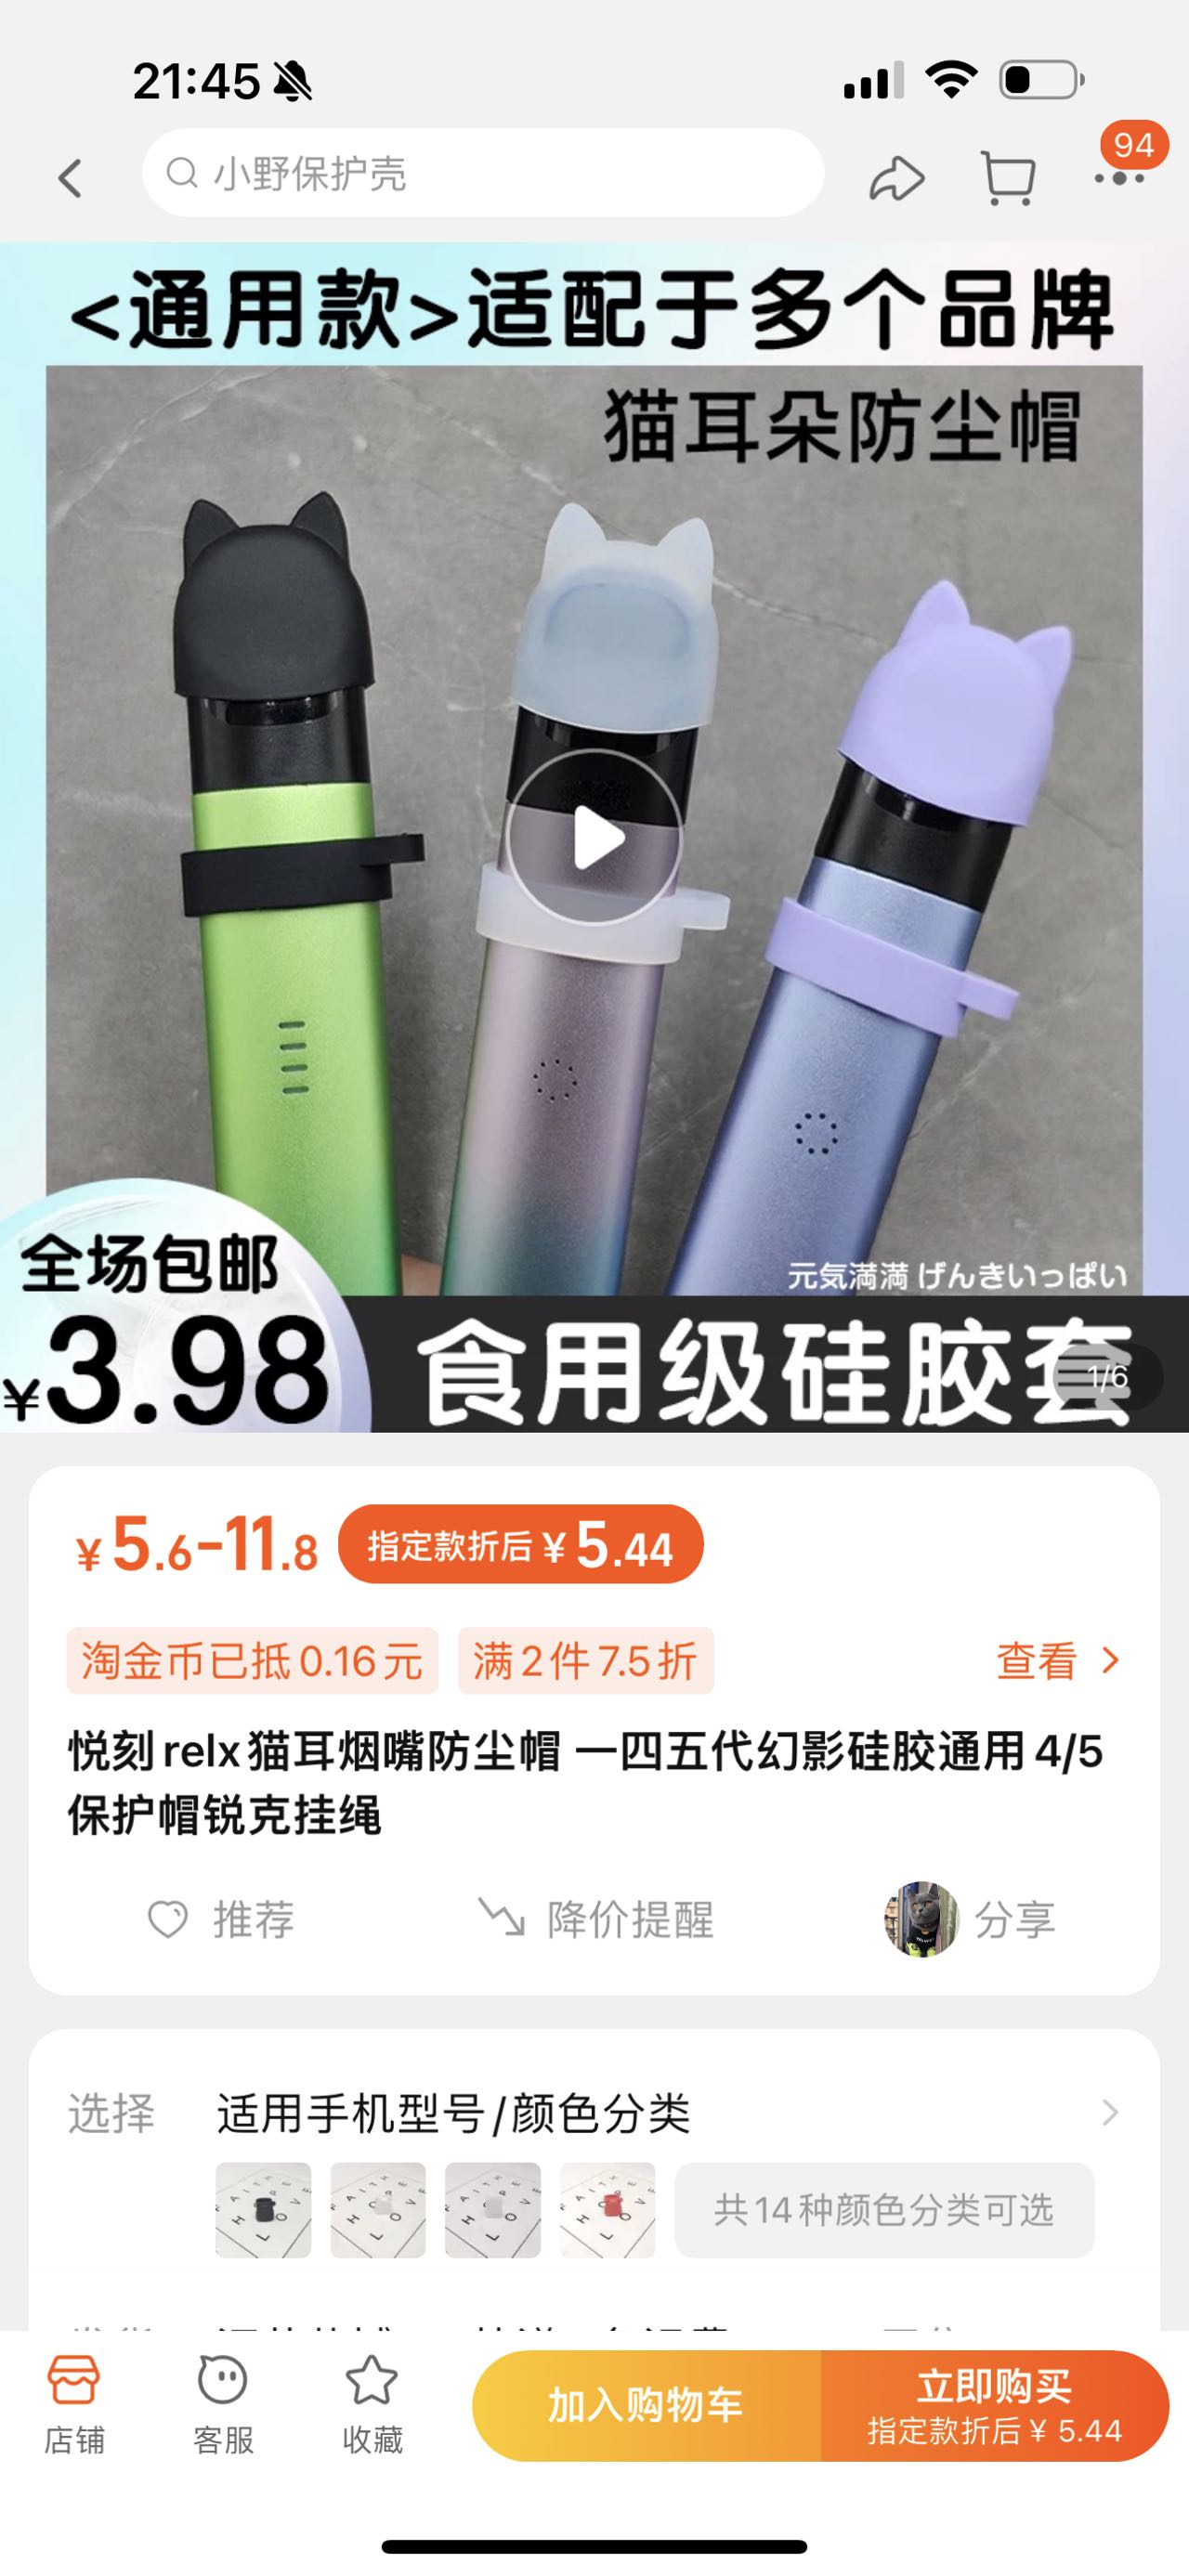 21:45
小野保护壳
94
<通用款>适配于多个品牌
猫耳朵防尘帽
元気満満 げんきいっぱい
全场包邮
¥3.98
食用级硅胶套
1/6
¥5.6-11.8 指定款折后¥5.44
淘金币已抵0.16元 满2件7.5折 查看
悦刻relx猫耳烟嘴防尘帽 一四五代幻影硅胶通用4/5
保护帽锐克挂绳
推荐 降价提醒 分享
选择 适用手机型号/颜色分类
共14种颜色分类可选
店铺 客服 收藏
加入购物车
立即购买
指定款折后¥ 5.44